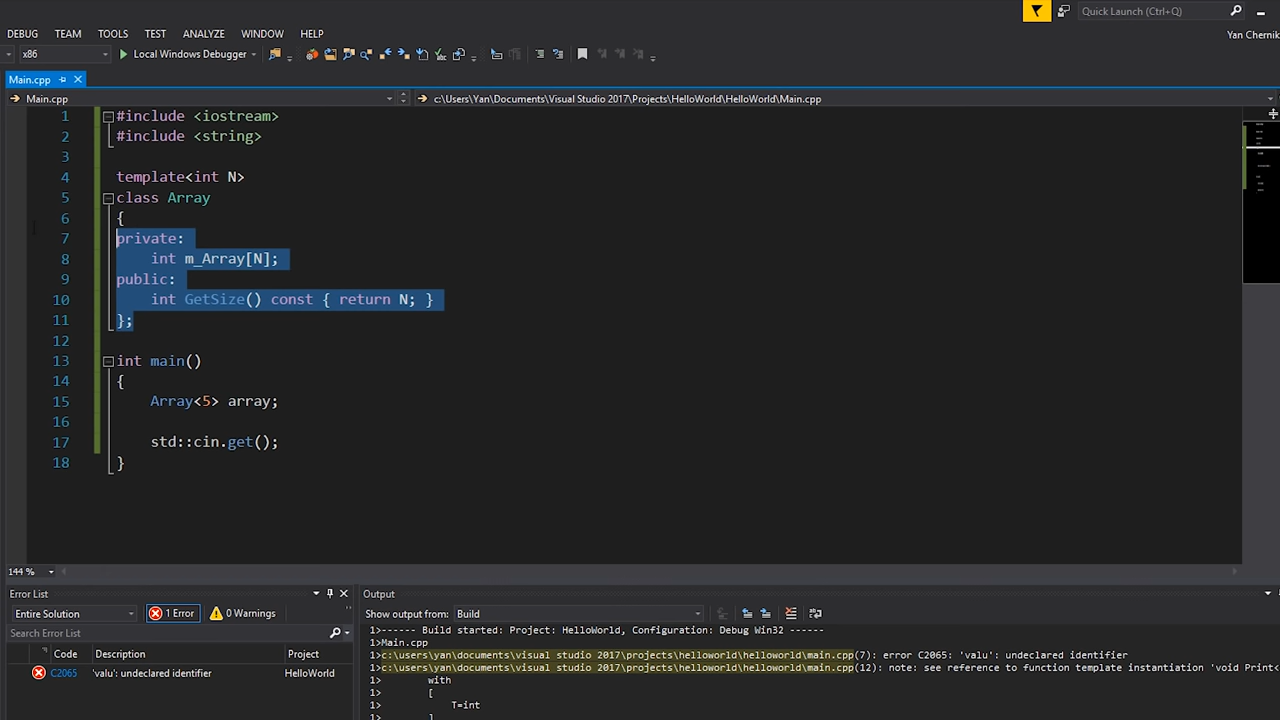 Quick Launch (Ctrl+Q)
DEBUG TEAM TOOLS TEST ANALYZE WINDOW HELP
Yan Chernik
x86 Local Windows Debugger
Main.cpp
Main.cpp c:\Users\Yan\Documents\Visual Studio 2017\Projects\HelloWorld\HelloWorld\Main.cpp
1 #include <iostream>
2 #include <string>
3
4 template<int N>
5 class Array
6 {
7 private:
8 int m_Array[N];
9 public:
10 int GetSize() const { return N; }
11 };
12
13 int main()
14 {
15 Array<5> array;
16
17 std::cin.get();
18 }
144 %
Error List
Entire Solution 1 Error 0 Warnings
Search Error List
Code Description Project
C2065 'valu': undeclared identifier HelloWorld
Output
Show output from: Build
1>------ Build started: Project: HelloWorld, Configuration: Debug Win32 ------
1>Main.cpp
1>c:\users\yan\documents\visual studio 2017\projects\helloworld\helloworld\main.cpp(7): error C2065: 'valu': undeclared identifier
1>c:\users\yan\documents\visual studio 2017\projects\helloworld\helloworld\main.cpp(12): note: see reference to function template instantiation 'void Print<
1> with
1> [
1> T=int
1> ]